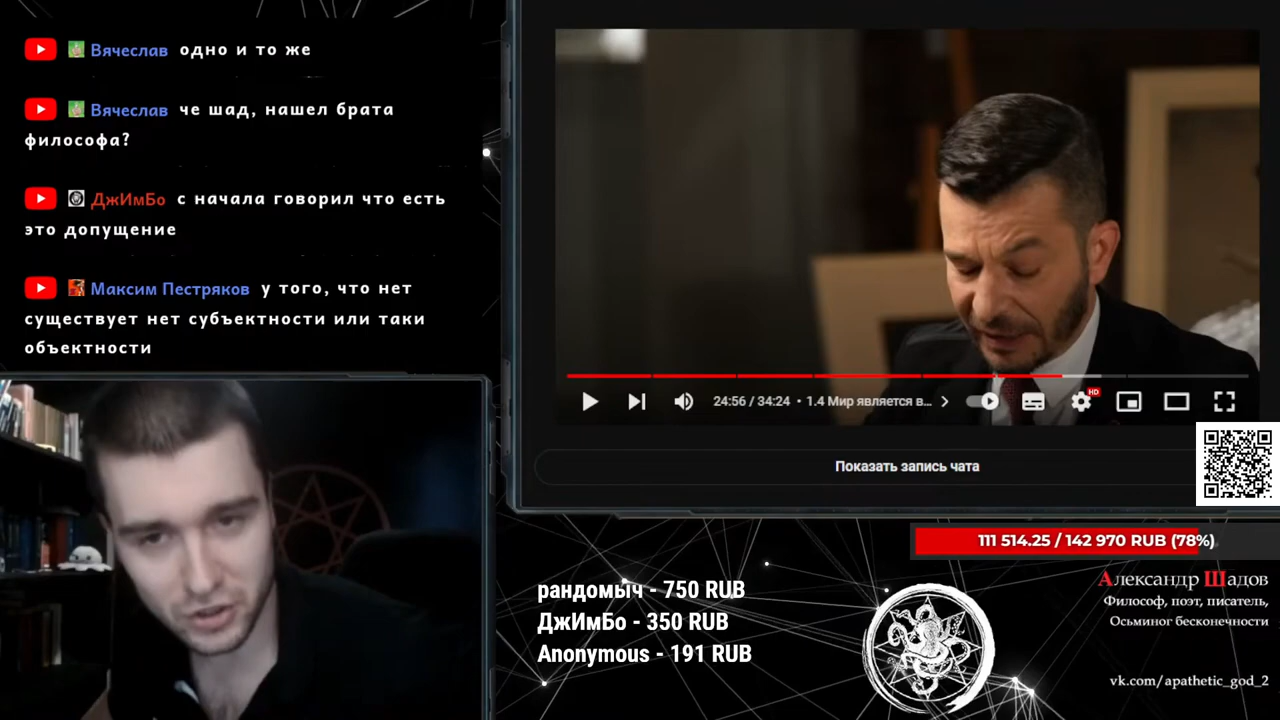 Вячеслав одно и то же
Вячеслав че шад, нашел брата
философа?
ДжИмБо с начала говорил что есть
это допущение
Максим Пестряков у того, что нет
существует нет субъектности или таки
объектности
24:56 / 34:24 • 1.4 Мир является в...
HD
Показать запись чата
111 514.25 / 142 970 RUB (78%)
рандомыч - 750 RUB
ДжИмБо - 350 RUB
Anonymous - 191 RUB
Александр Шадов
Философ, поэт, писатель,
Осьминог бесконечности
vk.com/apathetic_god_2